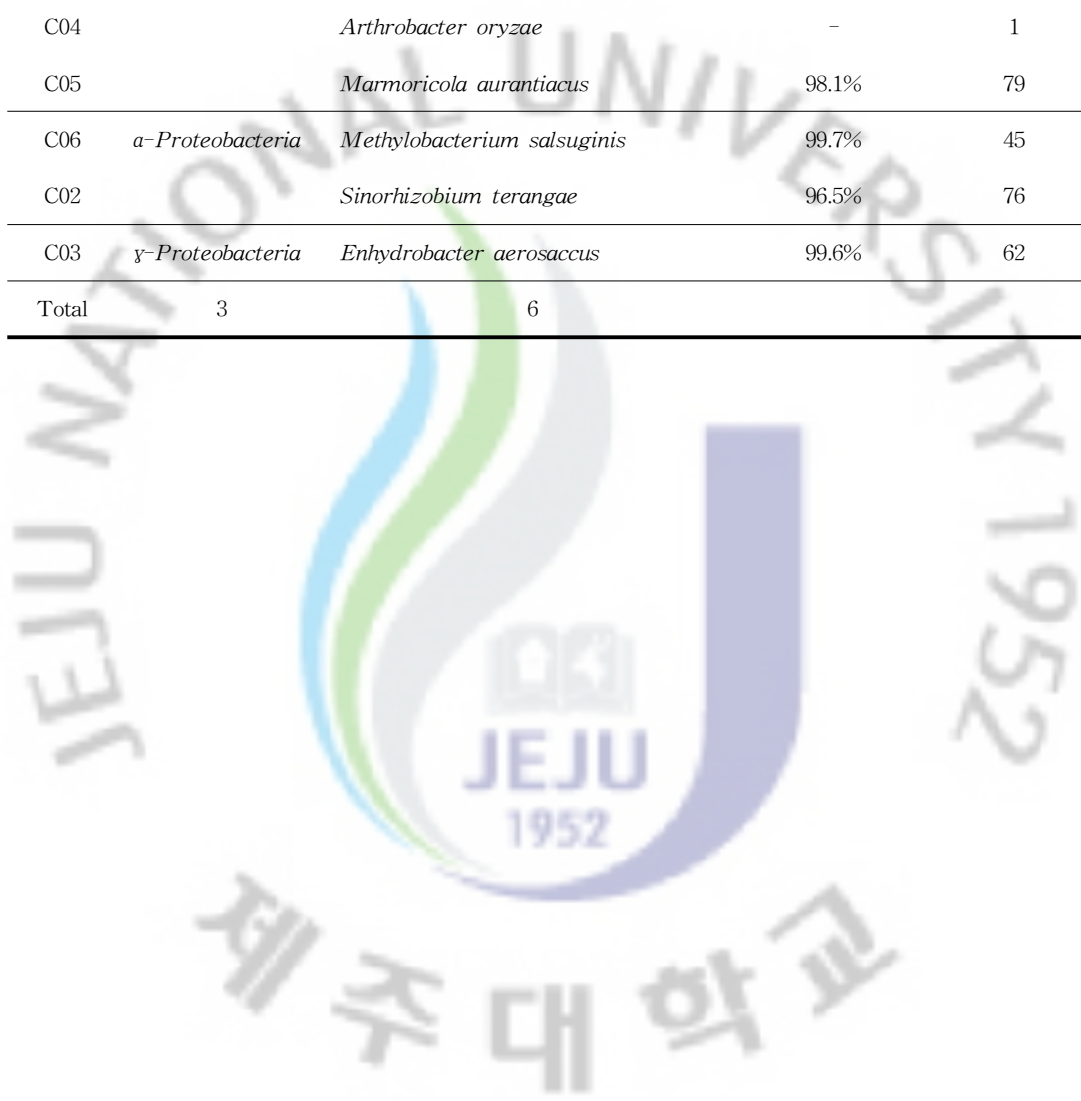 C04 Arthrobacter oryzae - 1
C05 Marmoricola aurantiacus 98.1% 79
C06 α-Proteobacteria Methylobacterium salsuginis 99.7% 45
C02 Sinorhizobium terangae 96.5% 76
C03 ɣ-Proteobacteria Enhydrobacter aerosaccus 99.6% 62
Total 3 6
JEJU NATIONAL UNIVERSITY 1952
JEJU
1952
제주대학교